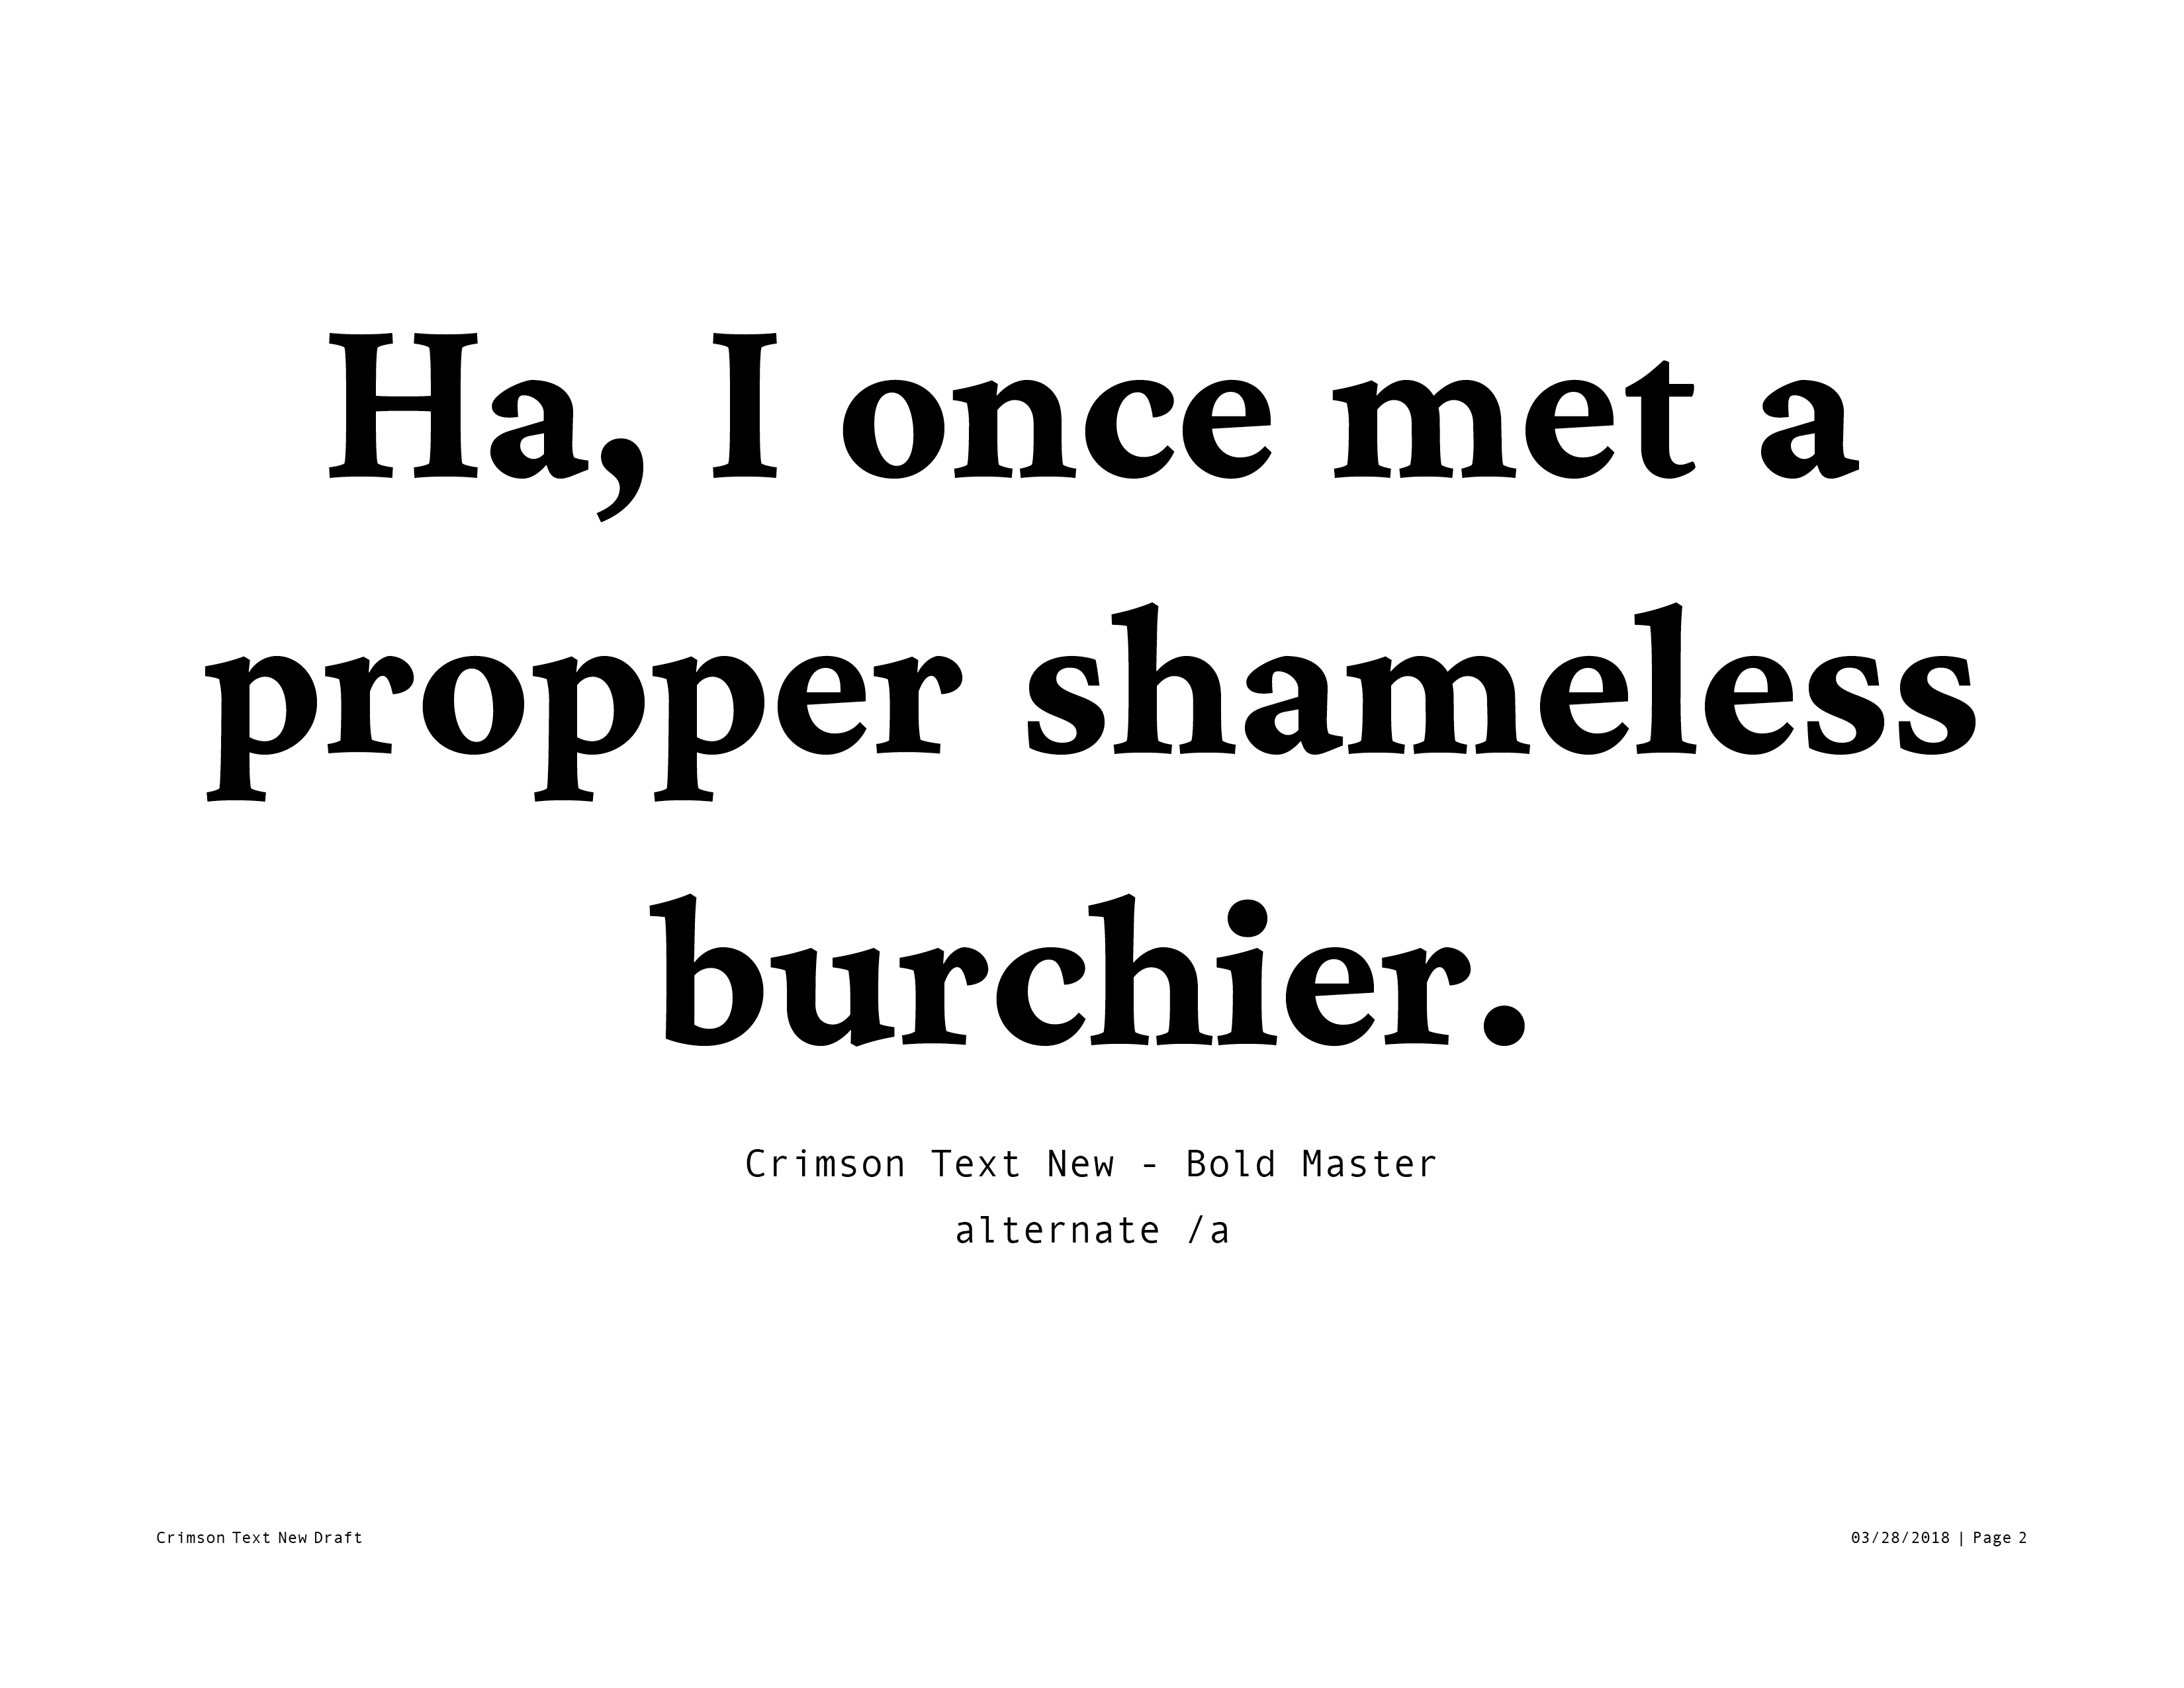 Ha, I once met a
propper shameless
burchier.
Crimson Text New - Bold Master
alternate /a
Crimson Text New Draft
03/28/2018 | Page 2